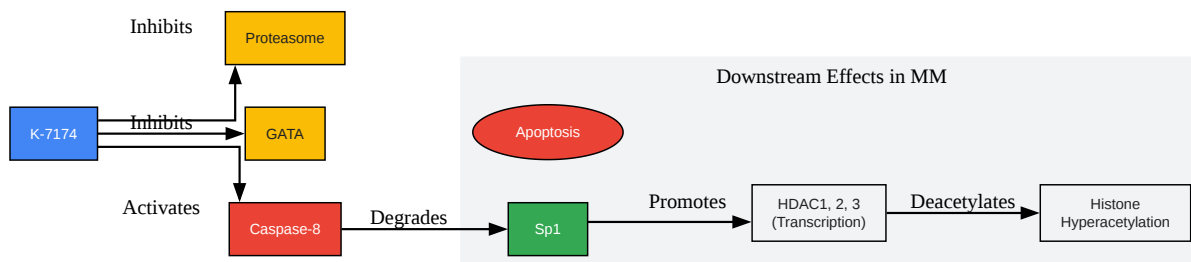 Inhibits
Proteasome
Downstream Effects in MM
K-7174
Inhibits
GATA
Apoptosis
Activates
Caspase-8
Degrades
Sp1
Promotes
HDAC1, 2, 3
(Transcription)
Deacetylates
Histone
Hyperacetylation